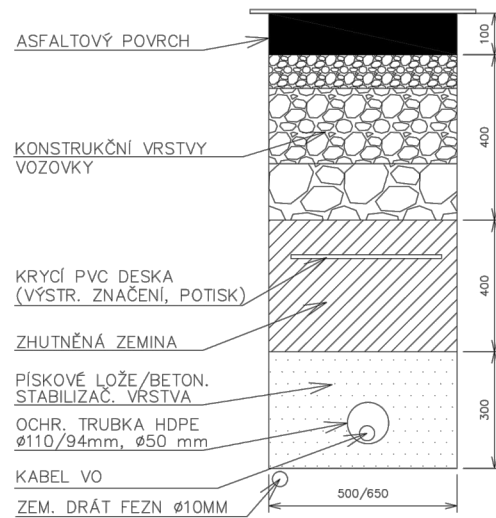 ASFALTOVÝ POVRCH
KONSTRUKČNÍ VRSTVY
VOZOVKY
KRYCÍ PVC DESKA
(VÝSTR. ZNAČENÍ, POTISK)
ZHUTNĚNÁ ZEMINA
PÍSKOVÉ LOŽE/BETON.
STABILIZAČ. VRSTVA
OCHR. TRUBKA HDPE
ø110/94mm, ø50 mm
KABEL VO
ZEM. DRÁT FEZN ø10MM
100
400
400
300
500/650